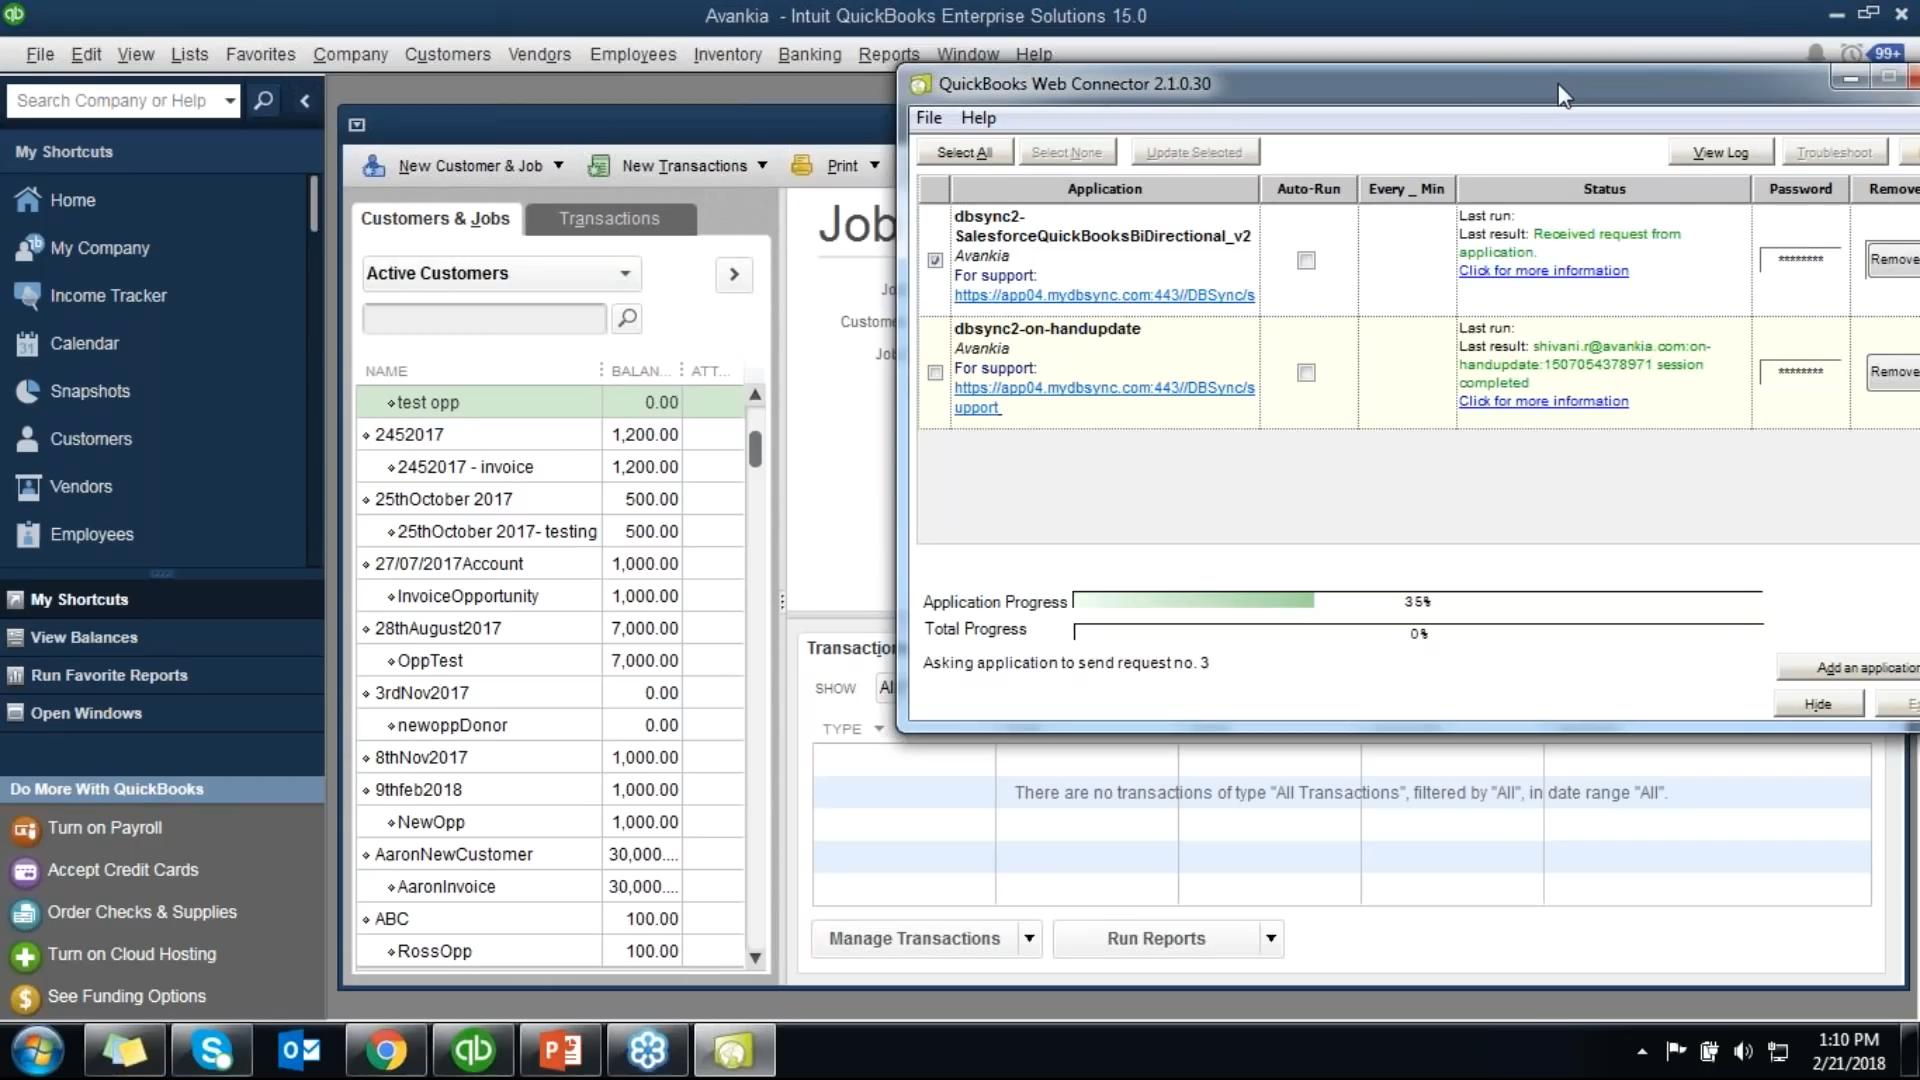 Avankia - Intuit QuickBooks Enterprise Solutions 15.0
File Edit View Lists Favorites Company Customers Vendors Employees Inventory Banking Reports Window Help
99+
Search Company or Help
My Shortcuts
Home
My Company
Income Tracker
Calendar
Snapshots
Customers
Vendors
Employees
My Shortcuts
View Balances
Run Favorite Reports
Open Windows
Do More With QuickBooks
Turn on Payroll
Accept Credit Cards
Order Checks & Supplies
Turn on Cloud Hosting
See Funding Options
New Customer & Job New Transactions Print
Customers & Jobs Transactions
Active Customers
NAME BALAN... ATT...
test opp 0.00
2452017 1,200.00
2452017 - invoice 1,200.00
25thOctober 2017 500.00
25thOctober 2017- testing 500.00
27/07/2017Account 1,000.00
InvoiceOpportunity 1,000.00
28thAugust2017 7,000.00
OppTest 7,000.00
3rdNov2017 0.00
newoppDonor 0.00
8thNov2017 1,000.00
9thfeb2018 1,000.00
NewOpp 1,000.00
AaronNewCustomer 30,000....
AaronInvoice 30,000....
ABC 100.00
RossOpp 100.00
Job
Jo
Custome
Job
Transaction
SHOW Al
TYPE
There are no transactions of type "All Transactions", filtered by "All", in date range "All".
Manage Transactions Run Reports
QuickBooks Web Connector 2.1.0.30
File Help
Select All Select None Update Selected View Log Troubleshoot
Application Auto-Run Every _ Min Status Password Remove
dbsync2-
SalesforceQuickBooksBiDirectional_v2
Avankia
For support:
https://app04.mydbsync.com:443//DBSync/s
Last run:
Last result: Received request from
application.
Click for more information
********
Remove
dbsync2-on-handupdate
Avankia
For support:
https://app04.mydbsync.com:443//DBSync/s
upport
Last run:
Last result: shivani.r@avankia.com:on-
handupdate:1507054378971 session
completed
Click for more information
********
Remove
Application Progress 35%
Total Progress 0%
Asking application to send request no. 3
Add an application
Hide
1:10 PM
2/21/2018